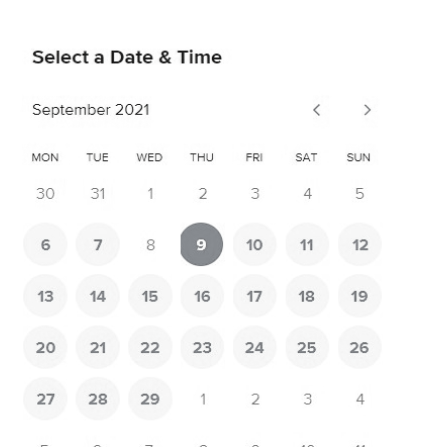 Select a Date & Time
September 2021
MON TUE WED THU FRI SAT SUN
30 31 1 2 3 4 5
6 7 8 9 10 11 12
13 14 15 16 17 18 19
20 21 22 23 24 25 26
27 28 29 1 2 3 4